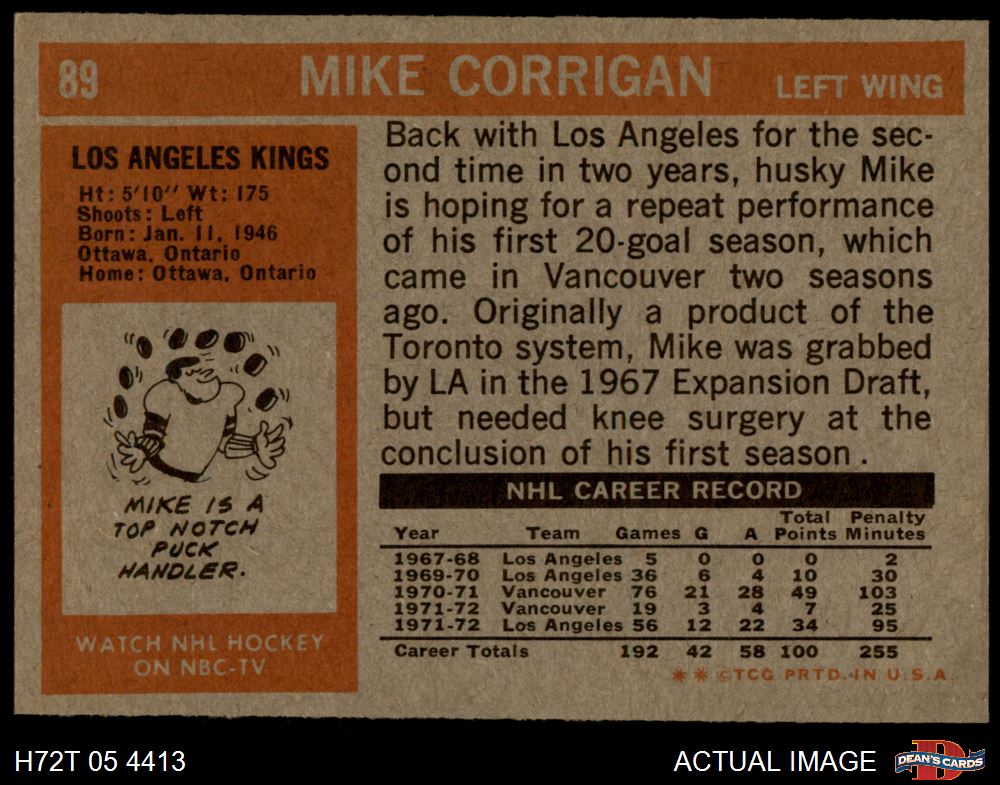 89 MIKE CORRIGAN LEFT WING
LOS ANGELES KINGS
Ht: 5'10" Wt: 175
Shoots: Left
Born: Jan. 11, 1946
Ottawa, Ontario
Home: Ottawa, Ontario
MIKE IS A
TOP NOTCH
PUCK
HANDLER.
WATCH NHL HOCKEY
ON NBC-TV
Back with Los Angeles for the sec-
ond time in two years, husky Mike
is hoping for a repeat performance
of his first 20-goal season, which
came in Vancouver two seasons
ago. Originally a product of the
Toronto system, Mike was grabbed
by LA in the 1967 Expansion Draft,
but needed knee surgery at the
conclusion of his first season.
NHL CAREER RECORD
Total Penalty
Year Team Games G A Points Minutes
1967-68 Los Angeles 5 0 0 0 2
1969-70 Los Angeles 36 6 4 10 30
1970-71 Vancouver 76 21 28 49 103
1971-72 Vancouver 19 3 4 7 25
1971-72 Los Angeles 56 12 22 34 95
Career Totals 192 42 58 100 255
* * ©TCG PRTD. IN U.S.A.
H72T 05 4413 ACTUAL IMAGE DEAN'S CARDS